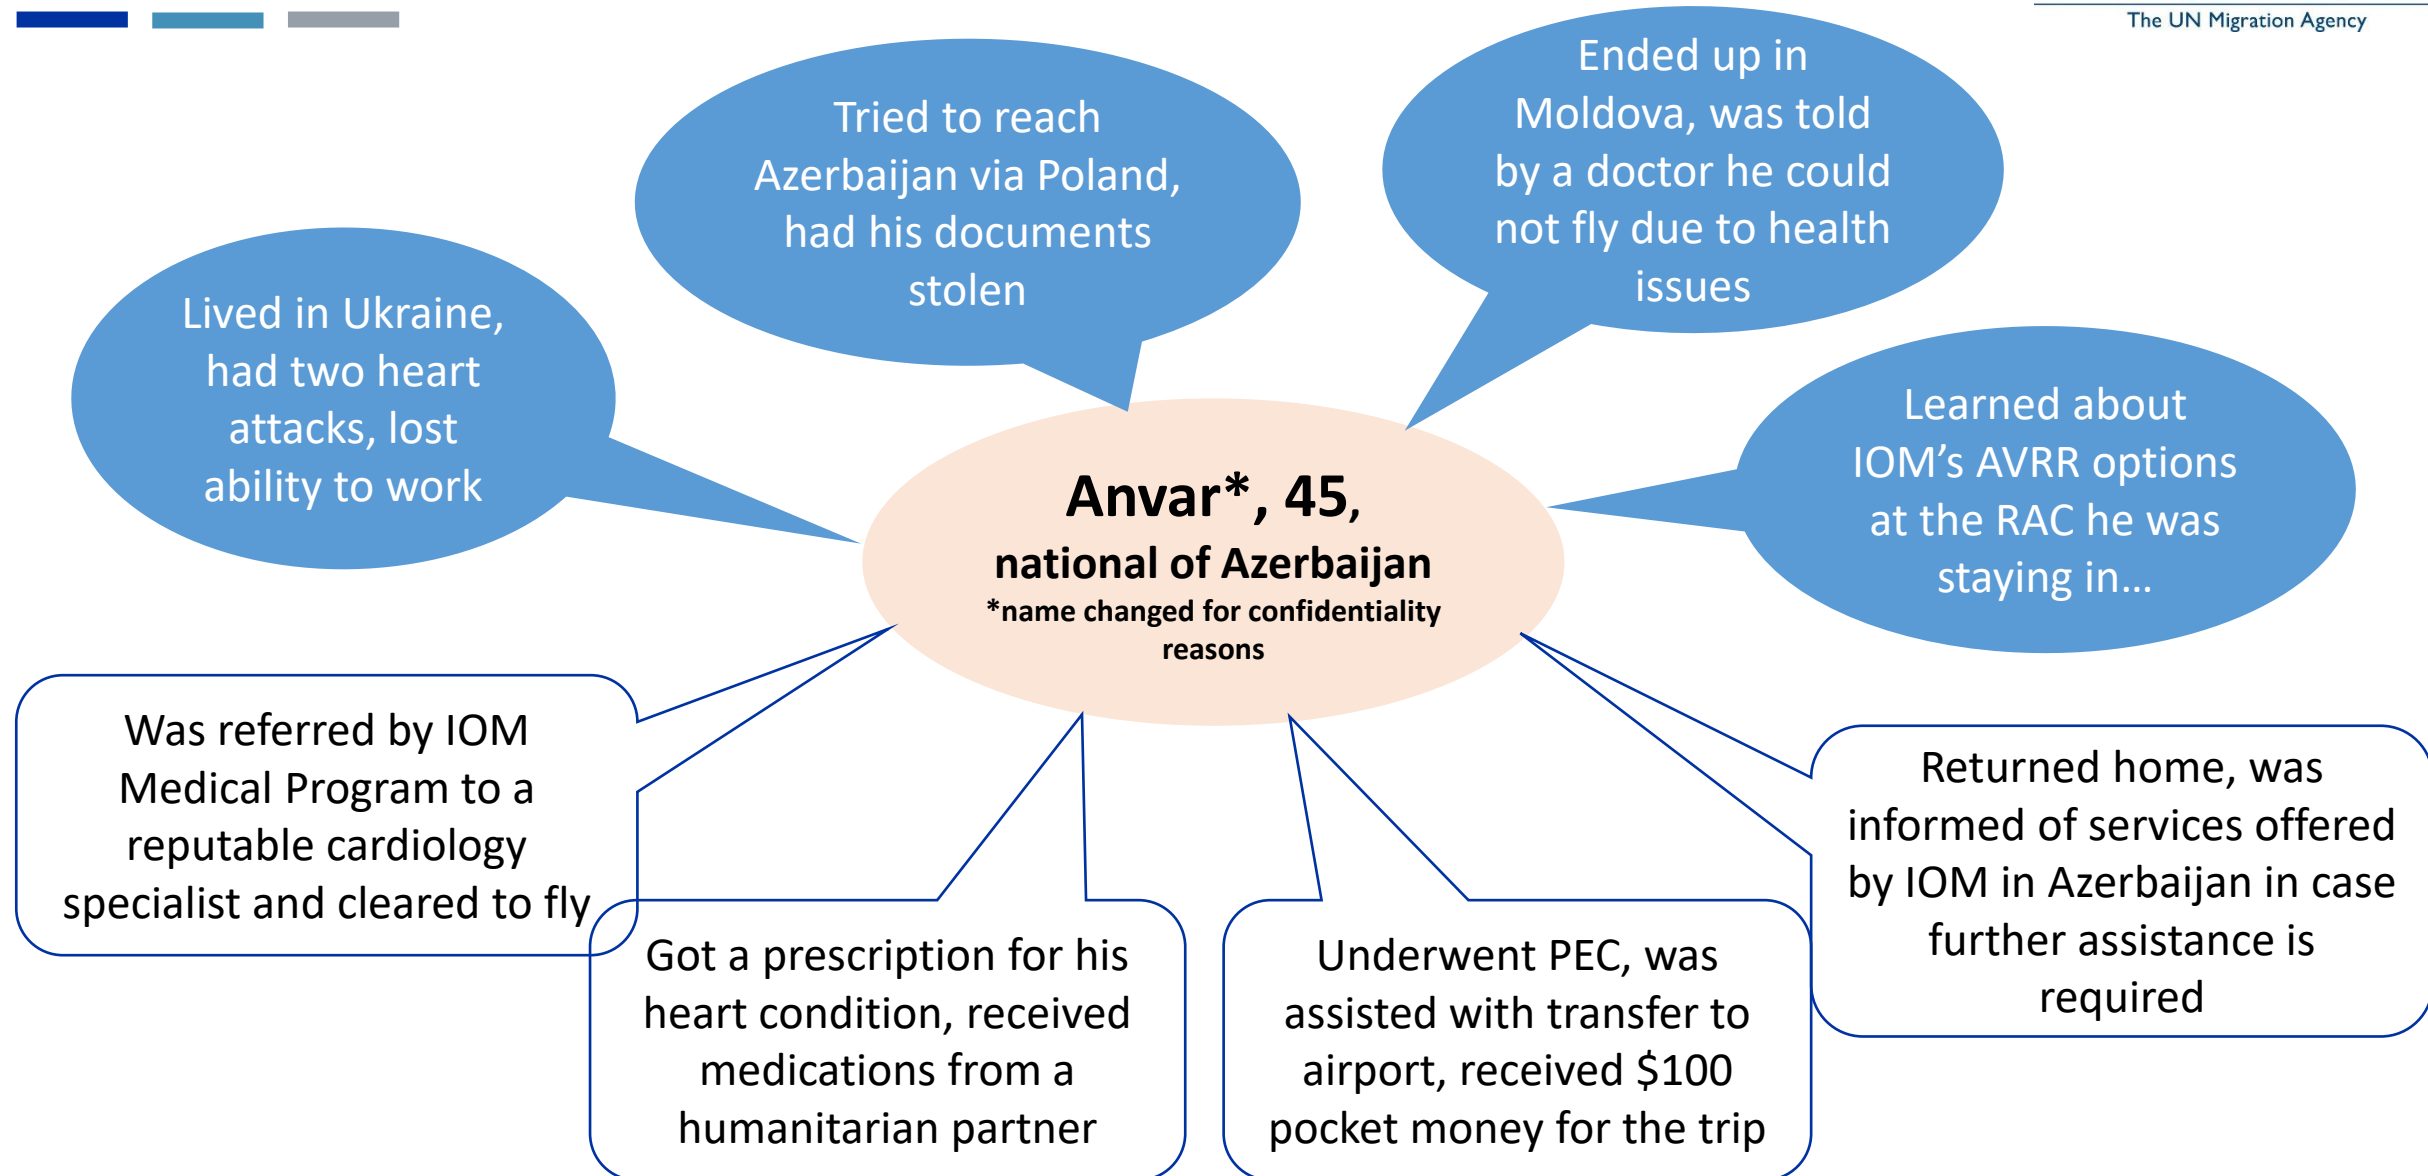 The UN Migration Agency
Lived in Ukraine,
had two heart
attacks, lost
ability to work
Tried to reach
Azerbaijan via Poland,
had his documents
stolen
Ended up in
Moldova, was told
by a doctor he could
not fly due to health
issues
Learned about
IOM’s AVRR options
at the RAC he was
staying in…
Anvar*, 45,
national of Azerbaijan
*name changed for confidentiality
reasons
Was referred by IOM
Medical Program to a
reputable cardiology
specialist and cleared to fly
Got a prescription for his
heart condition, received
medications from a
humanitarian partner
Underwent PEC, was
assisted with transfer to
airport, received $100
pocket money for the trip
Returned home, was
informed of services offered
by IOM in Azerbaijan in case
further assistance is
required